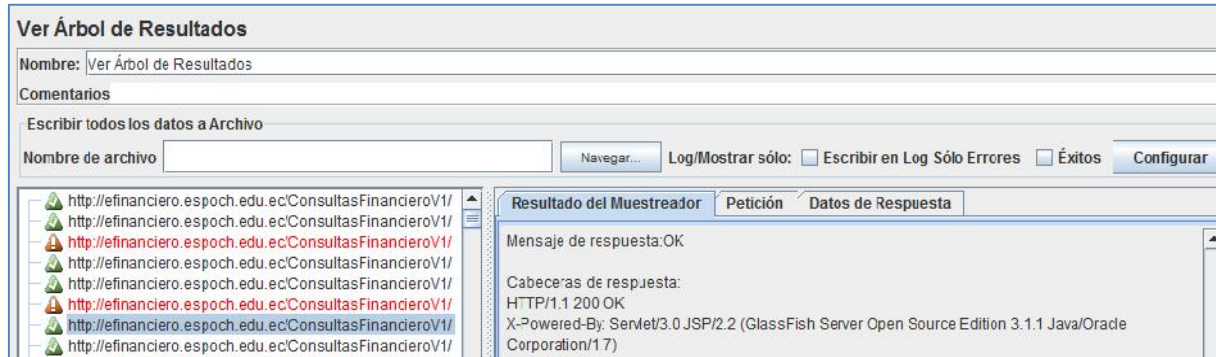 Ver Árbol de Resultados
Nombre: Ver Árbol de Resultados
Comentarios
Escribir todos los datos a Archivo
Nombre de archivo Navegar... Log/Mostrar sólo: Escribir en Log Sólo Errores Éxitos Configurar
http://efinanciero.espoch.edu.ec/ConsultasFinancieroV1/
http://efinanciero.espoch.edu.ec/ConsultasFinancieroV1/
http://efinanciero.espoch.edu.ec/ConsultasFinancieroV1/
http://efinanciero.espoch.edu.ec/ConsultasFinancieroV1/
http://efinanciero.espoch.edu.ec/ConsultasFinancieroV1/
http://efinanciero.espoch.edu.ec/ConsultasFinancieroV1/
http://efinanciero.espoch.edu.ec/ConsultasFinancieroV1/
http://efinanciero.espoch.edu.ec/ConsultasFinancieroV1/
Resultado del Muestreador Petición Datos de Respuesta
Mensaje de respuesta:OK
Cabeceras de respuesta:
HTTP/1.1 200 OK
X-Powered-By: Servlet/3.0 JSP/2.2 (GlassFish Server Open Source Edition 3.1.1 Java/Oracle
Corporation/1.7)